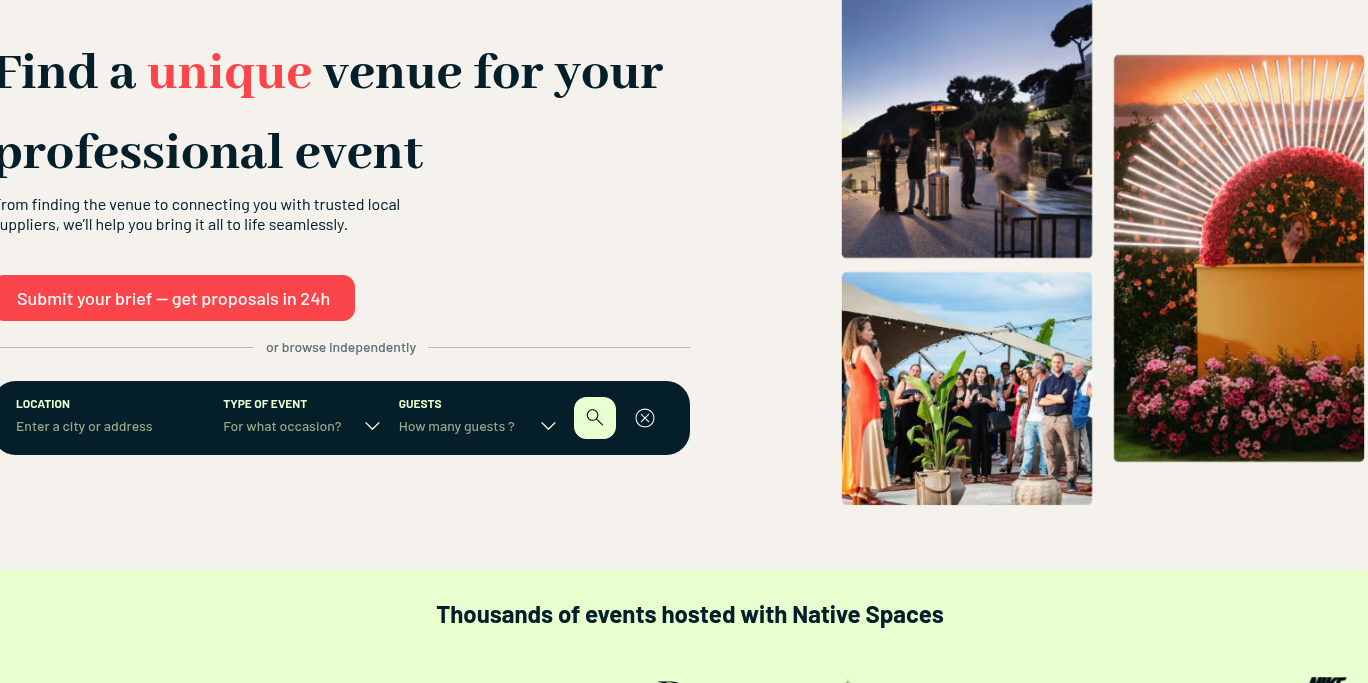 Find a unique venue for your
professional event
From finding the venue to connecting you with trusted local
uppliers, we'll help you bring it all to life seamlessly.
Submit your brief — get proposals in 24h
or browse independently
LOCATION
Enter a city or address
TYPE OF EVENT
For what occasion?
GUESTS
How many guests ?
Thousands of events hosted with Native Spaces
NIKE